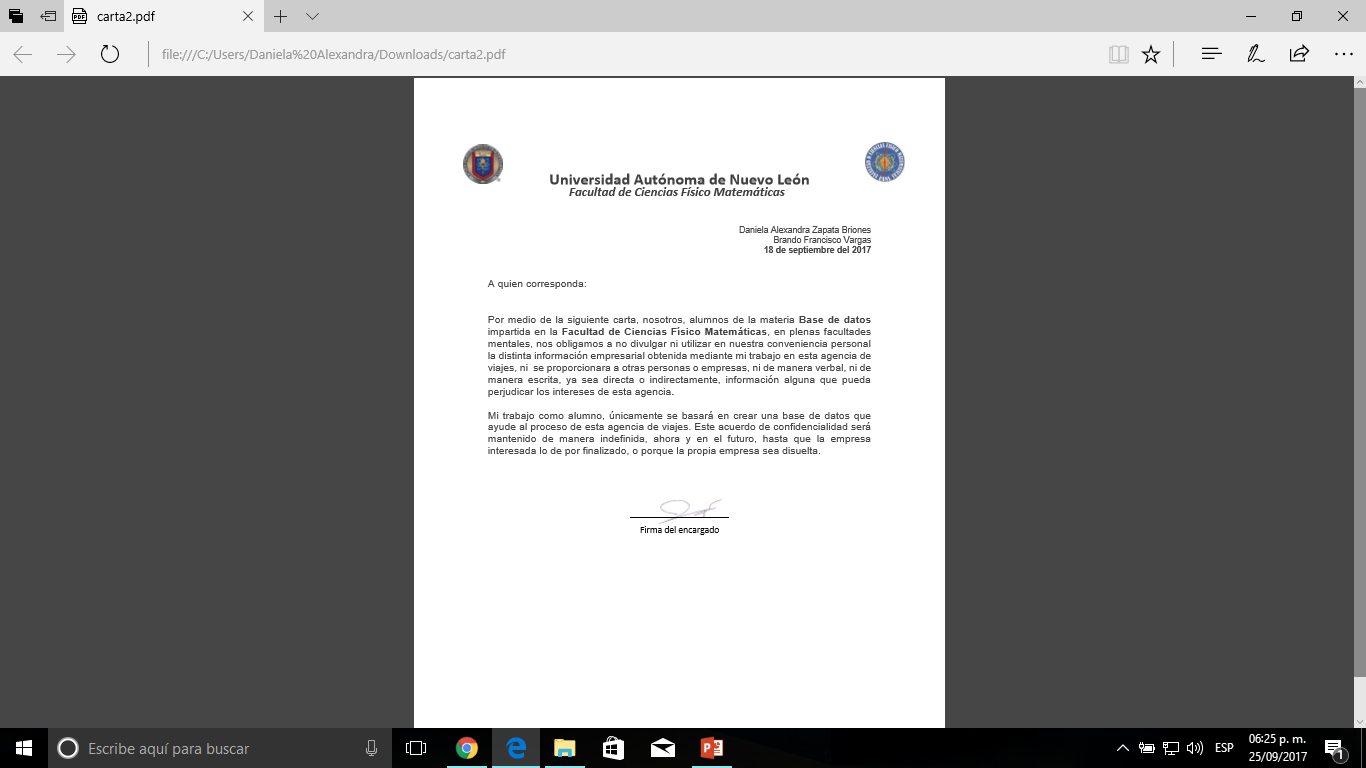 carta2.pdf
file:///C:/Users/Daniela%20Alexandra/Downloads/carta2.pdf
Universidad Autónoma de Nuevo León
Facultad de Ciencias Físico Matemáticas
Daniela Alexandra Zapata Briones
Brando Francisco Vargas
18 de septiembre del 2017
A quien corresponda:
Por medio de la siguiente carta, nosotros, alumnos de la materia Base de datos
impartida en la Facultad de Ciencias Físico Matemáticas, en plenas facultades
mentales, nos obligamos a no divulgar ni utilizar en nuestra conveniencia personal
la distinta información empresarial obtenida mediante mi trabajo en esta agencia de
viajes, ni se proporcionara a otras personas o empresas, ni de manera verbal, ni de
manera escrita, ya sea directa o indirectamente, información alguna que pueda
perjudicar los intereses de esta agencia.
Mi trabajo como alumno, únicamente se basará en crear una base de datos que
ayude al proceso de esta agencia de viajes. Este acuerdo de confidencialidad será
mantenido de manera indefinida, ahora y en el futuro, hasta que la empresa
interesada lo de por finalizado, o porque la propia empresa sea disuelta.
Firma del encargado
Escribe aquí para buscar
ESP
06:25 p. m.
25/09/2017
1